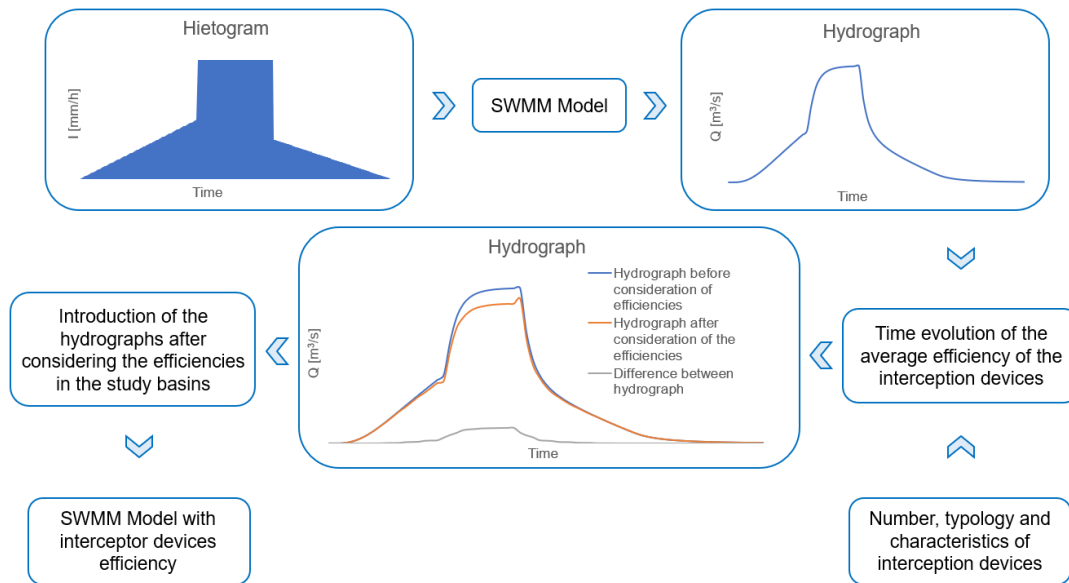 Hietogram
I [mm/h]
Time
SWMM Model
Hydrograph
Q [m³/s]
Time
Time evolution of the
average efficiency of the
interception devices
Number, typology and
characteristics of
interception devices
Hydrograph
Q [m³/s]
Hydrograph before
consideration of
efficiencies
Hydrograph after
consideration of the
efficiencies
Difference between
hydrograph
Time
Introduction of the
hydrographs after
considering the efficiencies
in the study basins
SWMM Model with
interceptor devices
efficiency